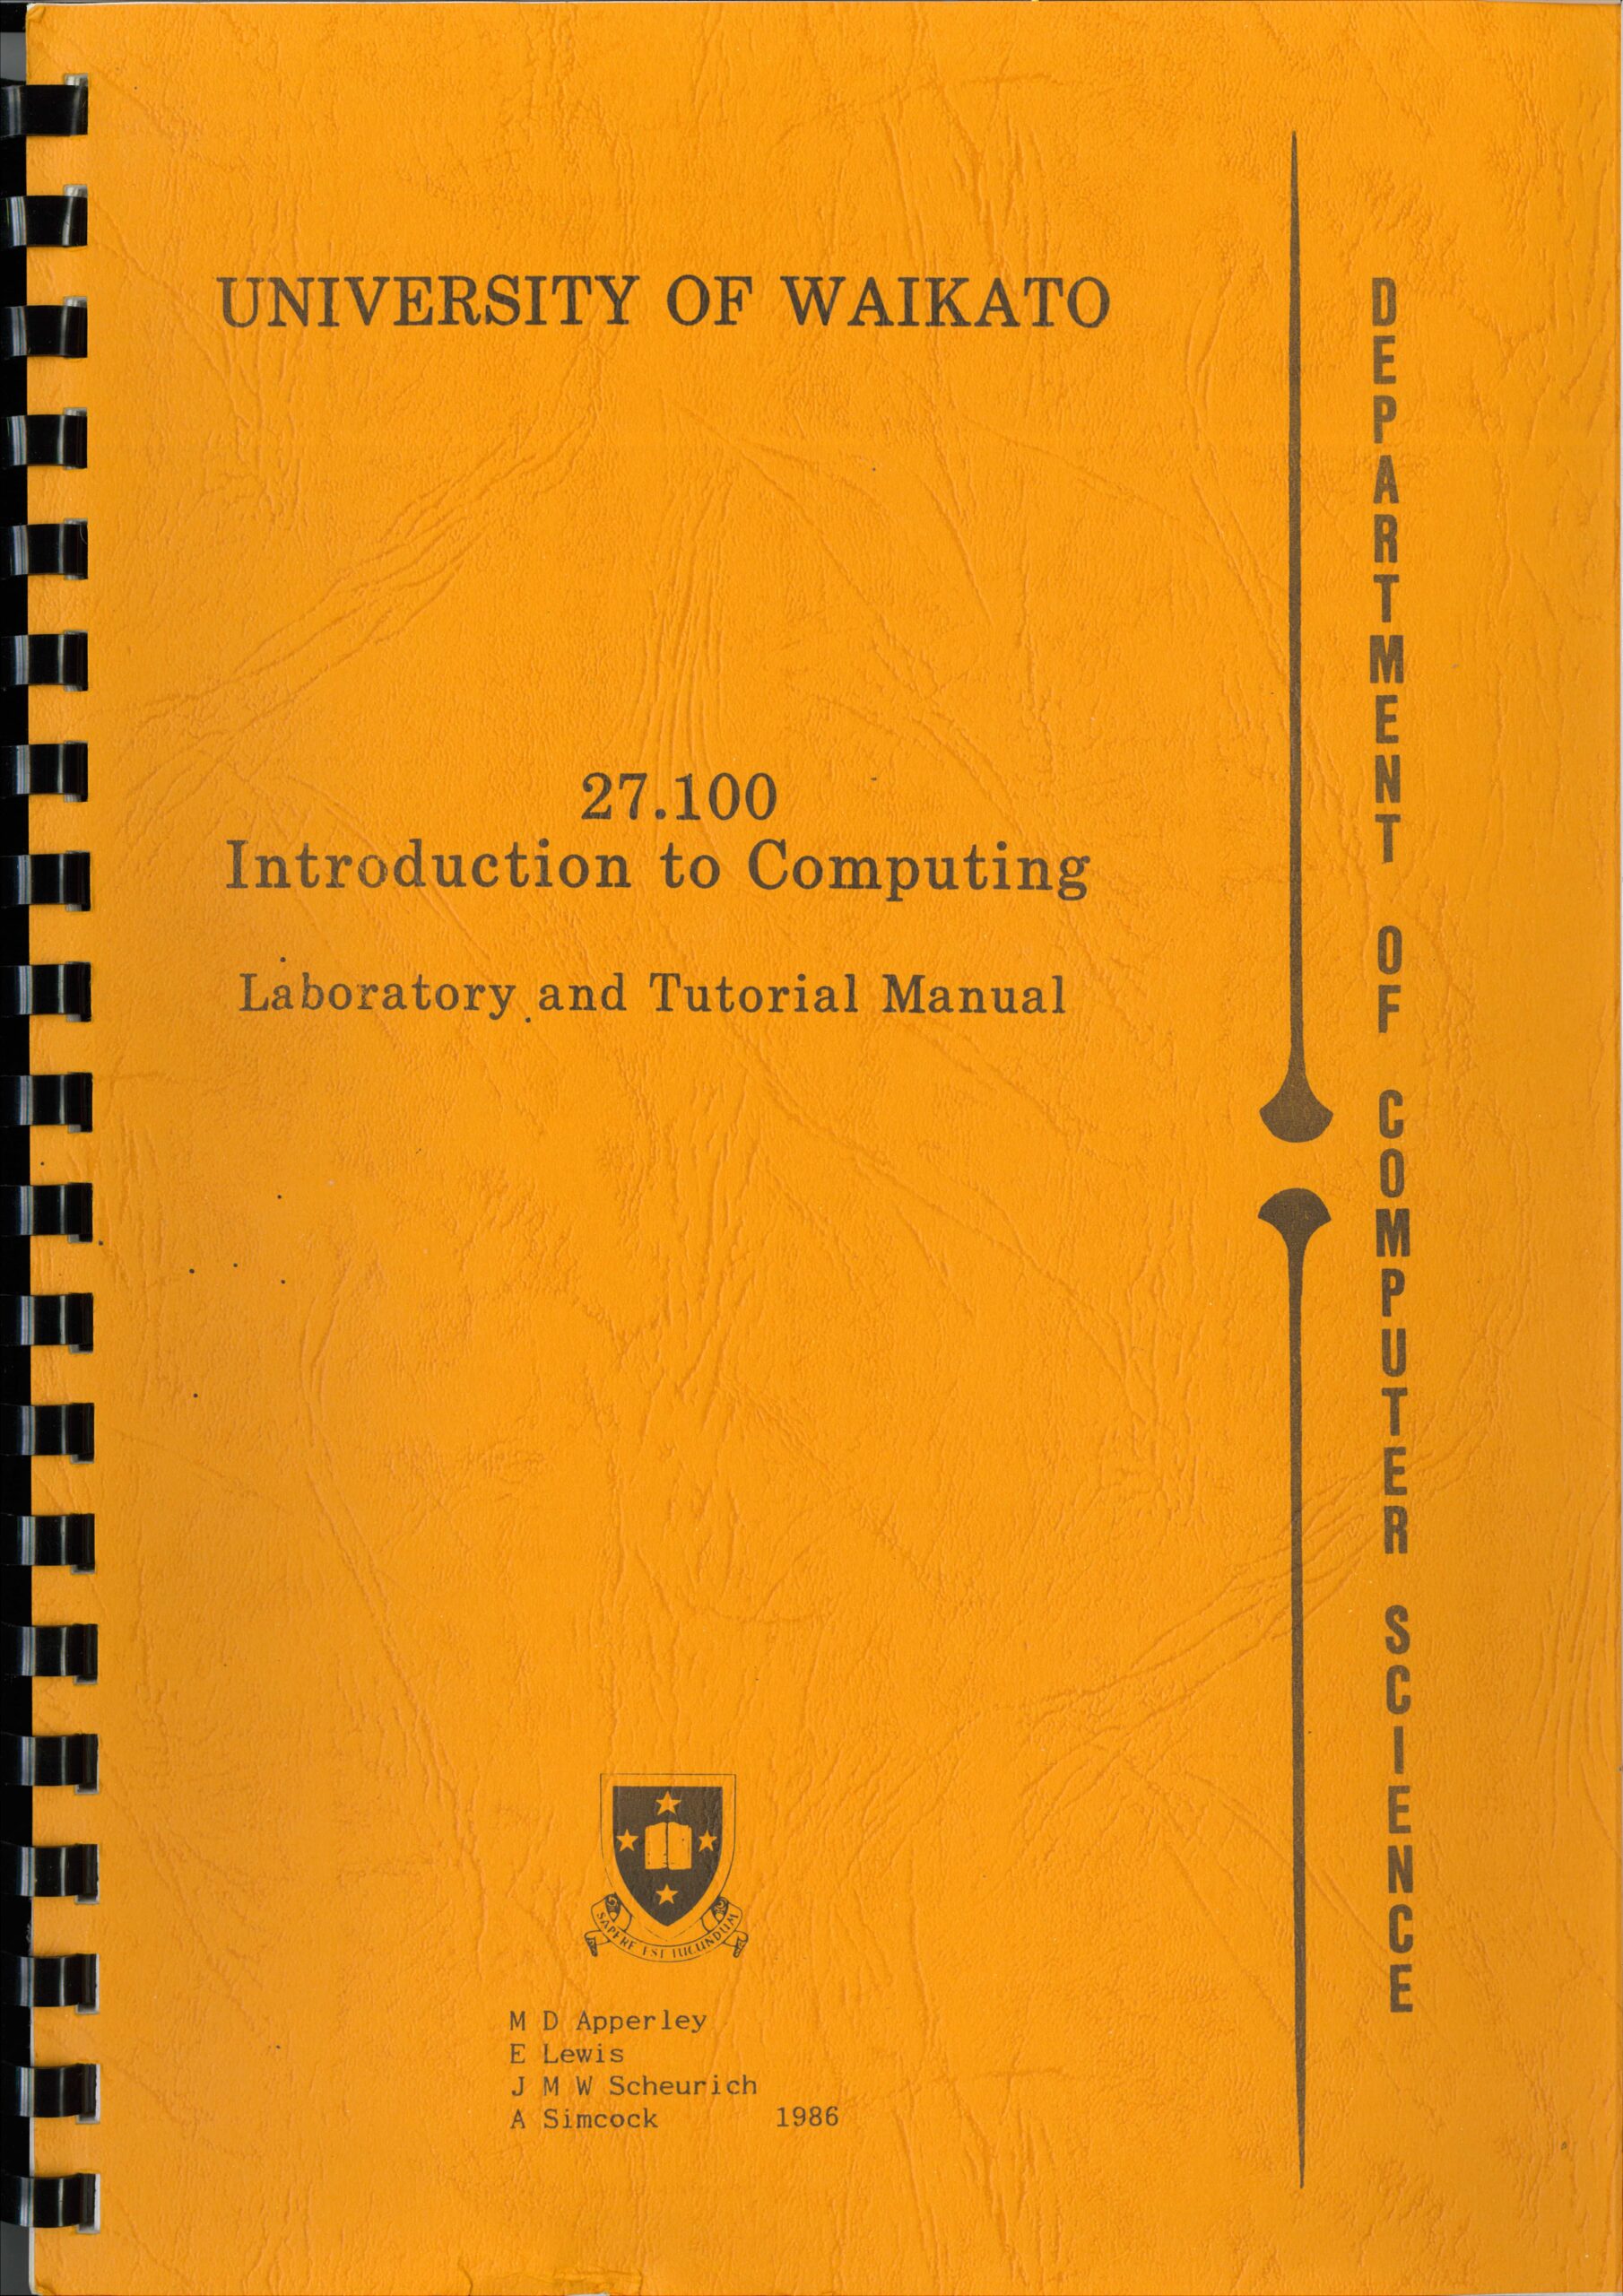 UNIVERSITY OF WAIKATO
27.100
Introduction to Computing
Laboratory and Tutorial Manual
SAPERE EST IUCUNDUM
M D Apperley
E Lewis
J M W Scheurich
A Simcock 1986
DEPARTMENT OF COMPUTER SCIENCE